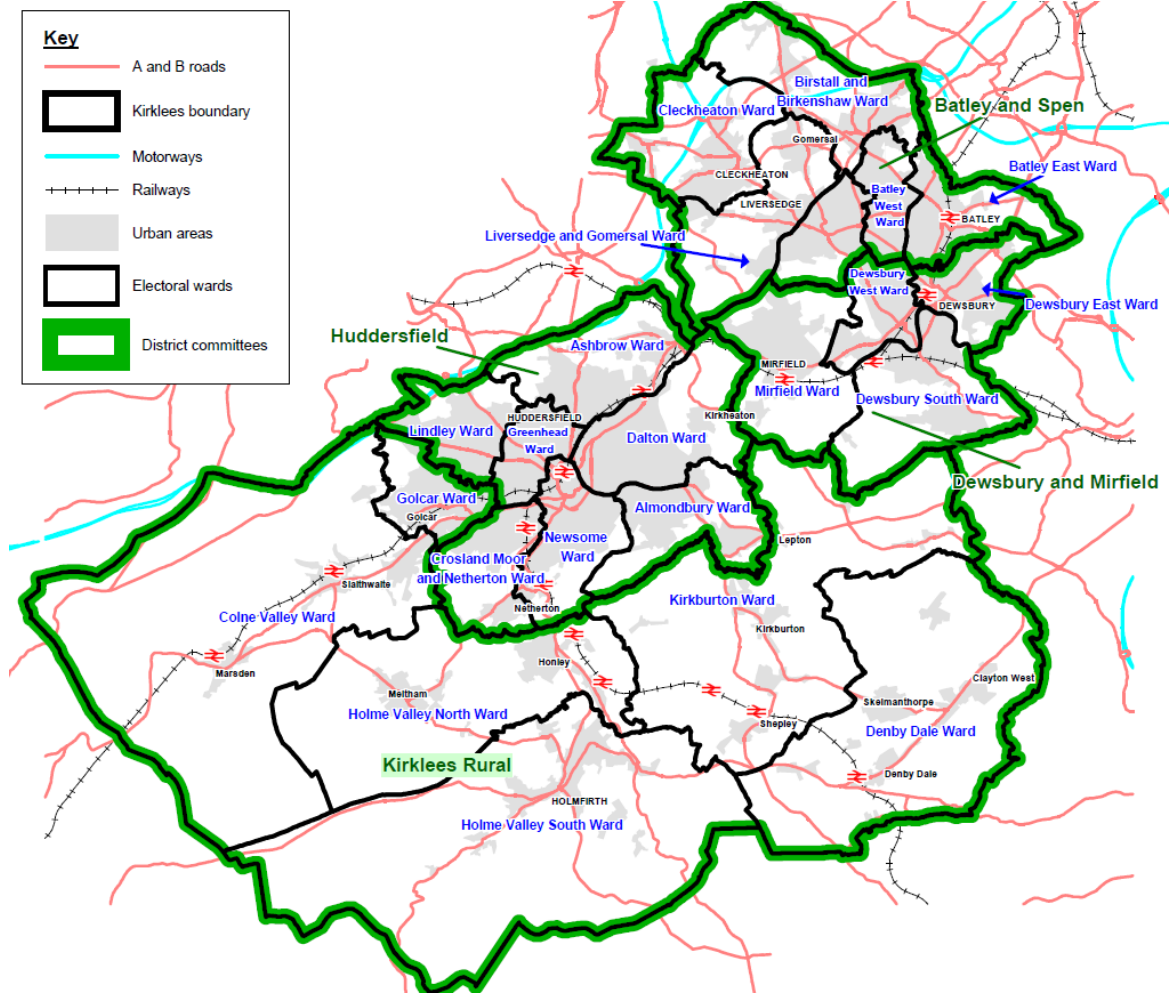 Key
A and B roads
Kirklees boundary
Motorways
Railways
Urban areas
Electoral wards
District committees
Birstall and
Birkenshaw Ward
Cleckheaton Ward
Batley and Spen
Gomersal
Batley East Ward
CLECKHEATON
Batley
West
Ward
LIVERSEDGE
BATLEY
Liversedge and Gomersal Ward
Dewsbury
West Ward
Dewsbury East Ward
DEWSBURY
Huddersfield
Ashbrow Ward
MIRFIELD
Mirfield Ward
Dewsbury South Ward
HUDDERSFIELD
Kirkheaton
Lindley Ward
Greenhead
Ward
Dalton Ward
Dewsbury and Mirfield
Golcar Ward
Golcar
Almondbury Ward
Newsome
Ward
Lepton
Crosland Moor
and Netherton Ward
Slaithwaite
Netherton
Kirkburton Ward
Colne Valley Ward
Kirkburton
Honley
Marsden
Clayton West
Meltham
Skelmanthorpe
Holme Valley North Ward
Shepley
Denby Dale Ward
Kirklees Rural
Denby Dale
HOLMFIRTH
Holme Valley South Ward